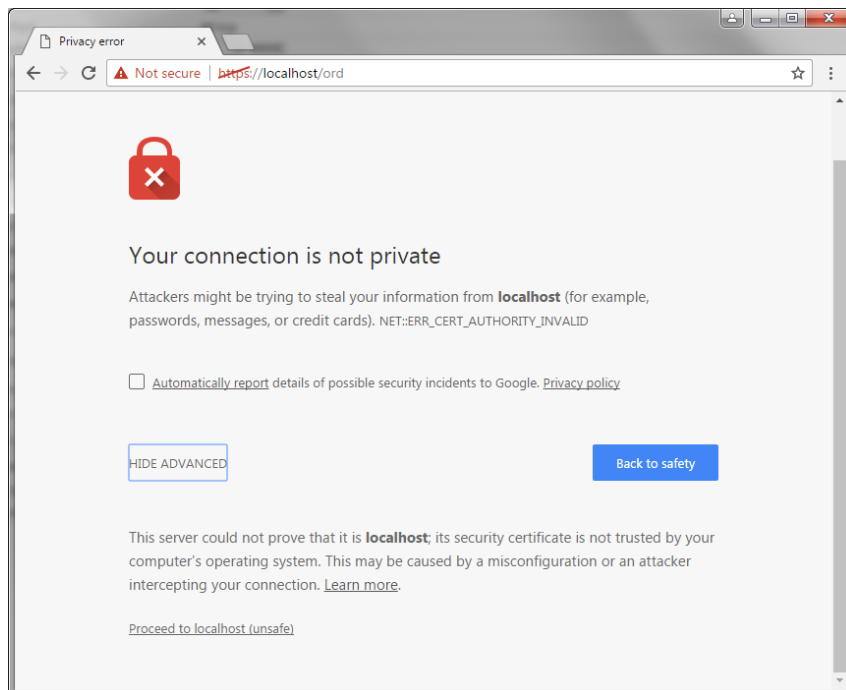 Privacy error
Not secure https://localhost/ord
Your connection is not private
Attackers might be trying to steal your information from localhost (for example,
passwords, messages, or credit cards). NET::ERR_CERT_AUTHORITY_INVALID
Automatically report details of possible security incidents to Google. Privacy policy
HIDE ADVANCED
Back to safety
This server could not prove that it is localhost; its security certificate is not trusted by your
computer's operating system. This may be caused by a misconfiguration or an attacker
intercepting your connection. Learn more.
Proceed to localhost (unsafe)